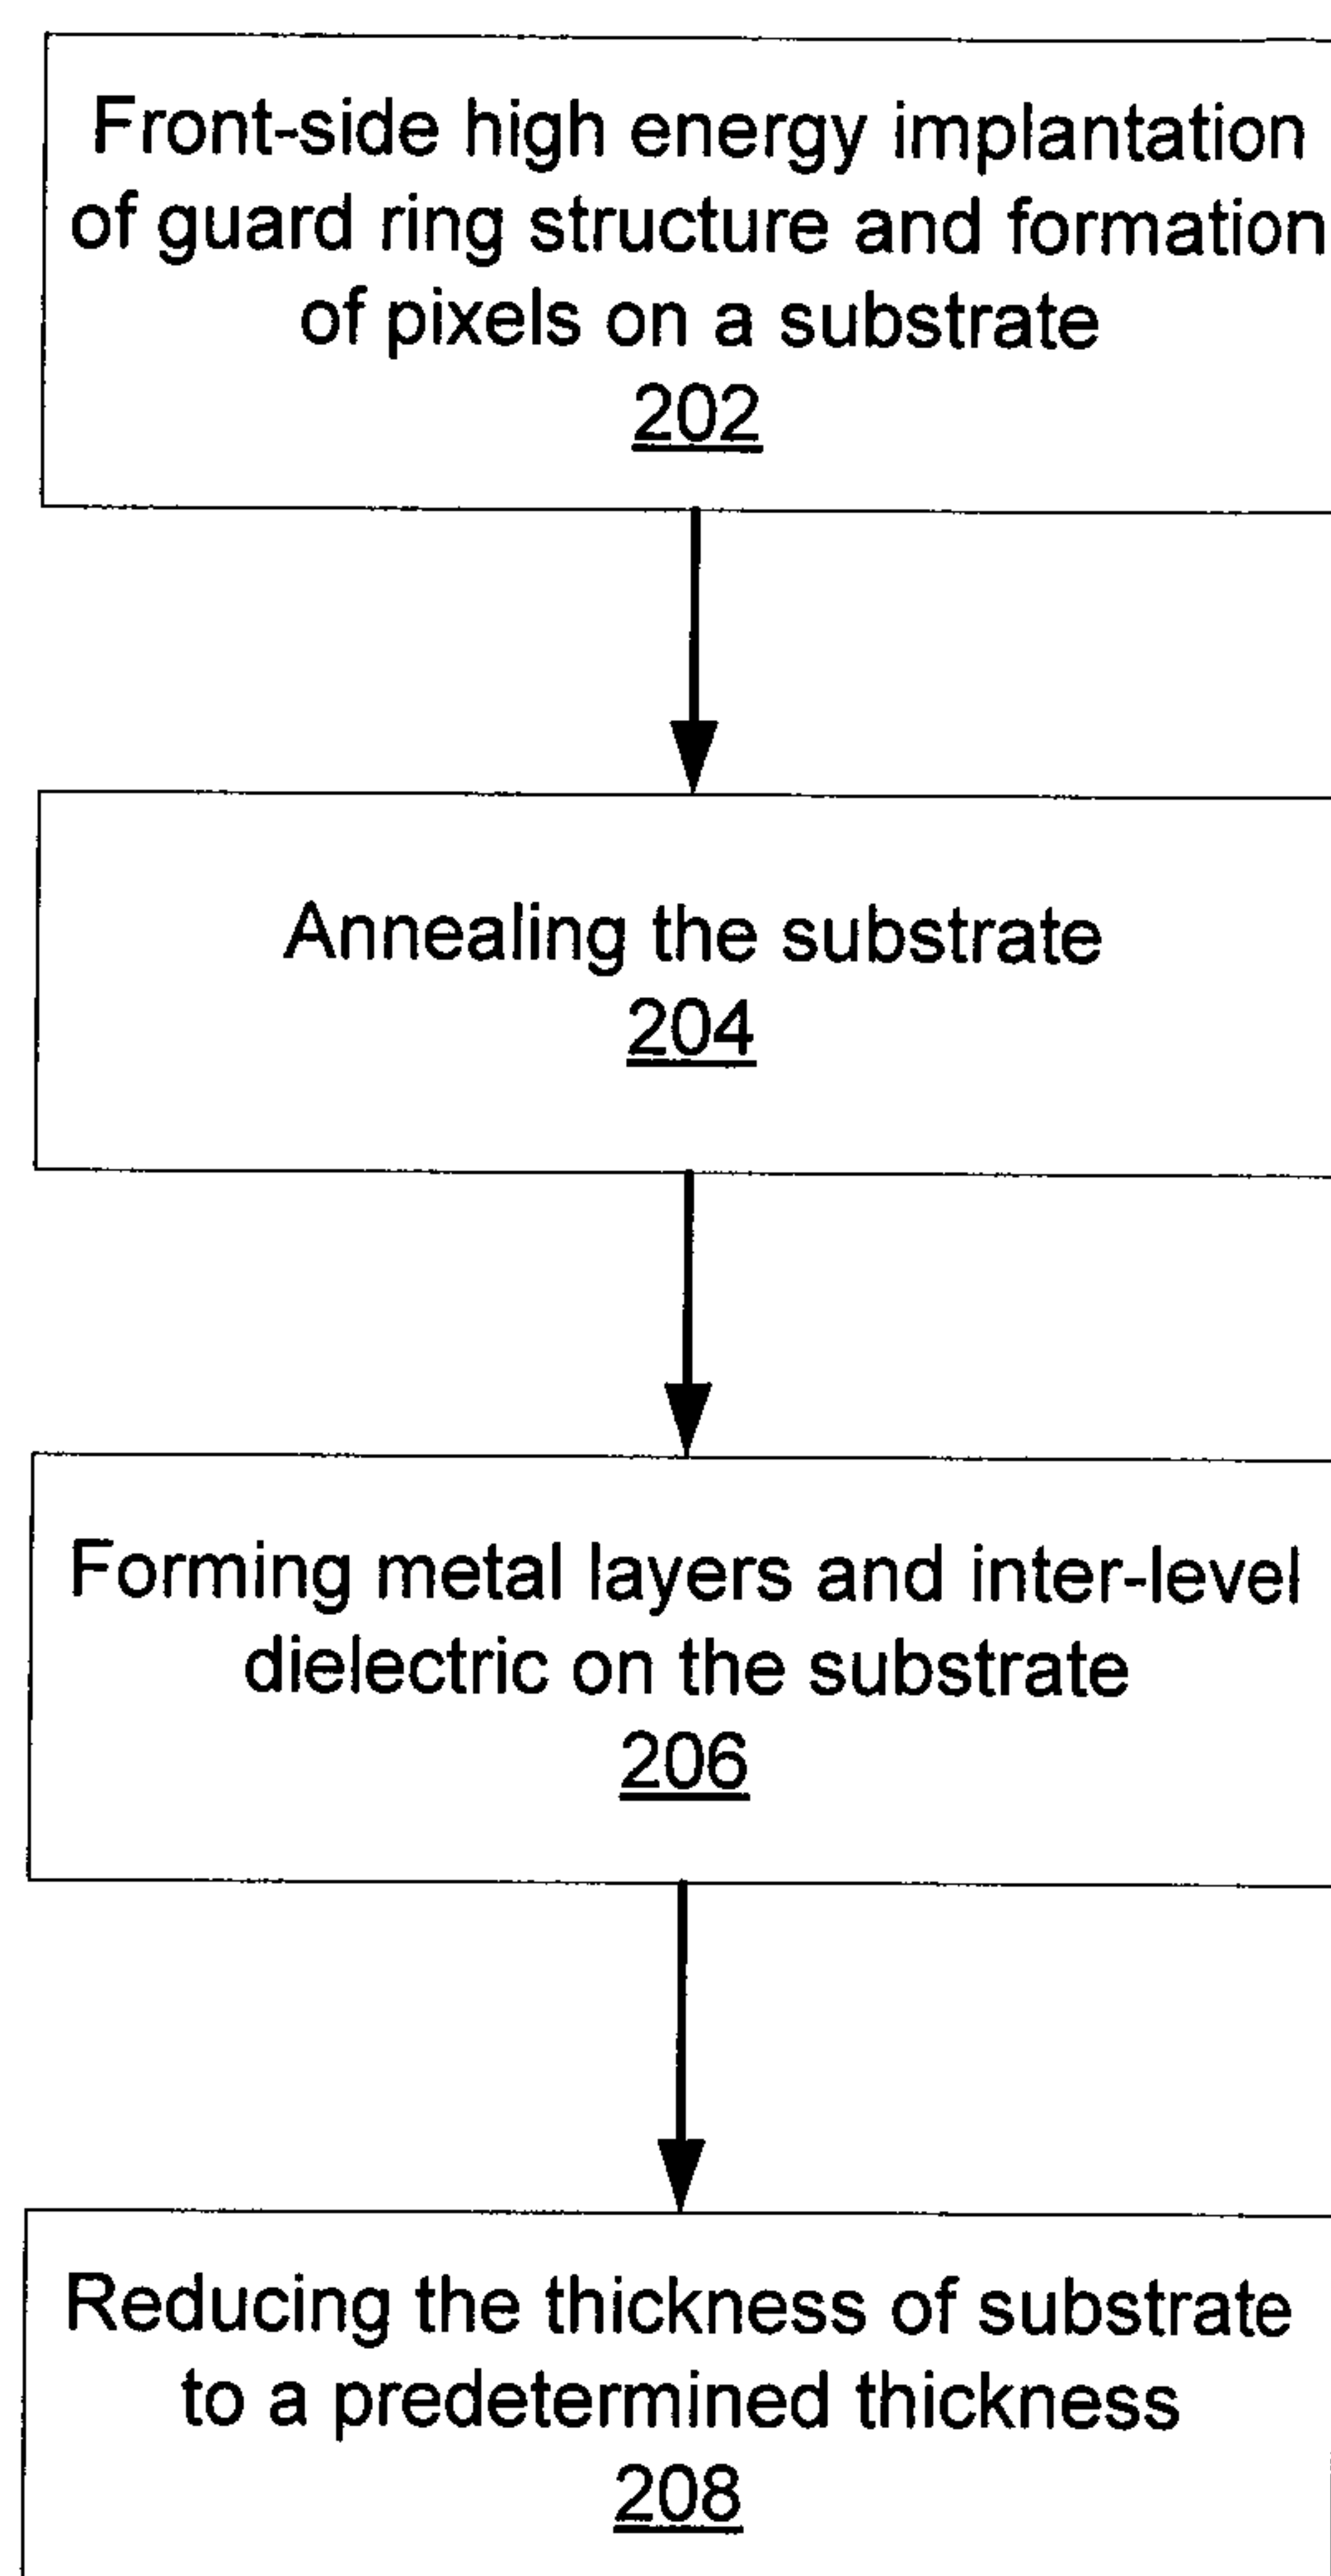 Front-side high energy implantation
of guard ring structure and formation
of pixels on a substrate
202
Annealing the substrate
204
Forming metal layers and inter-level
dielectric on the substrate
206
Reducing the thickness of substrate
to a predetermined thickness
208